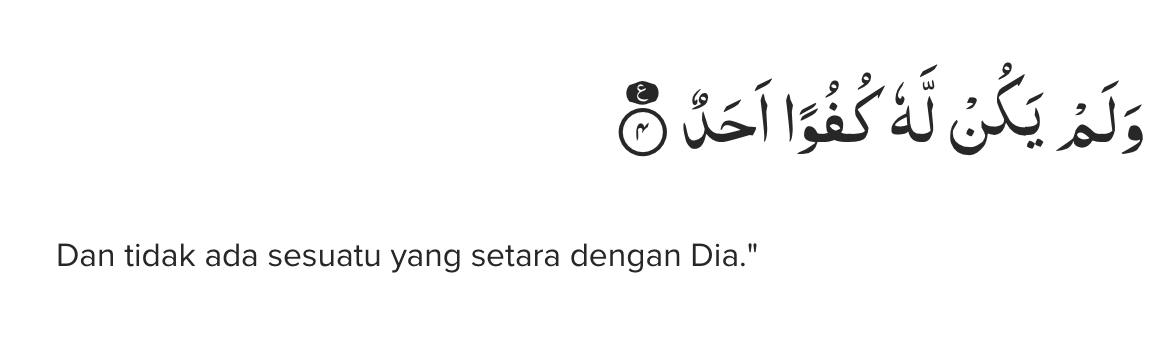 وَلَمْ يَكُنْ لَّهٗ كُفُوًا اَحَدٌ ࣖ ٤
Dan tidak ada sesuatu yang setara dengan Dia."